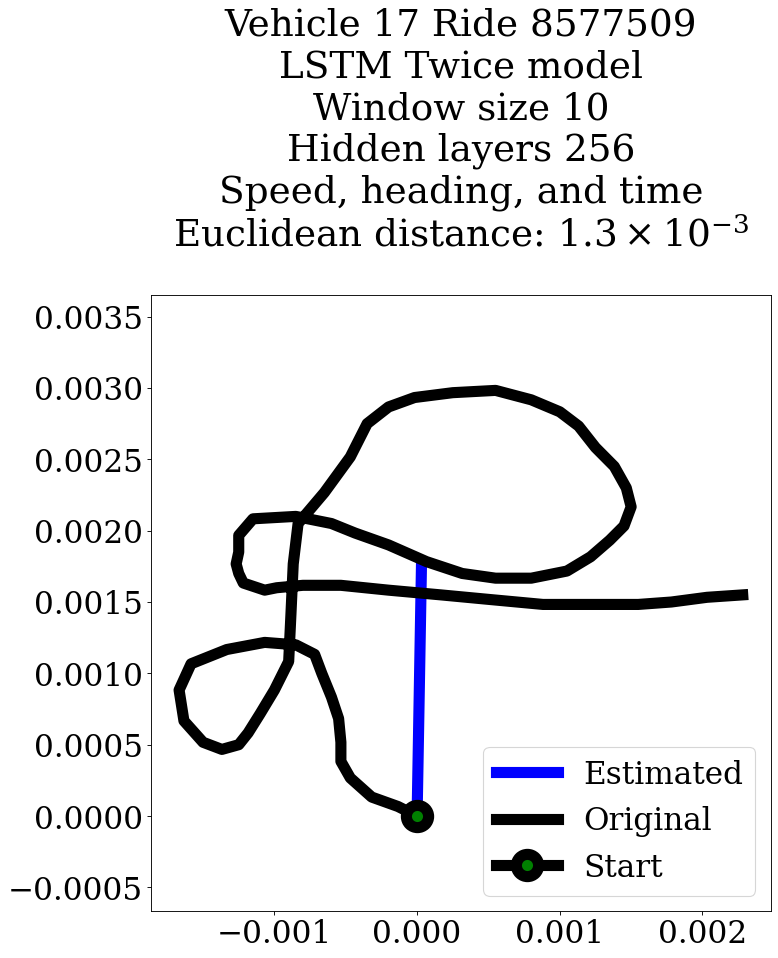 Vehicle 17 Ride 8577509
LSTM Twice model
Window size 10
Hidden layers 256
Speed, heading, and time
Euclidean distance: 1.3 × 10⁻³
0.0035
0.0030
0.0025
0.0020
0.0015
0.0010
0.0005
0.0000
−0.0005
Estimated
Original
Start
−0.001 0.000 0.001 0.002